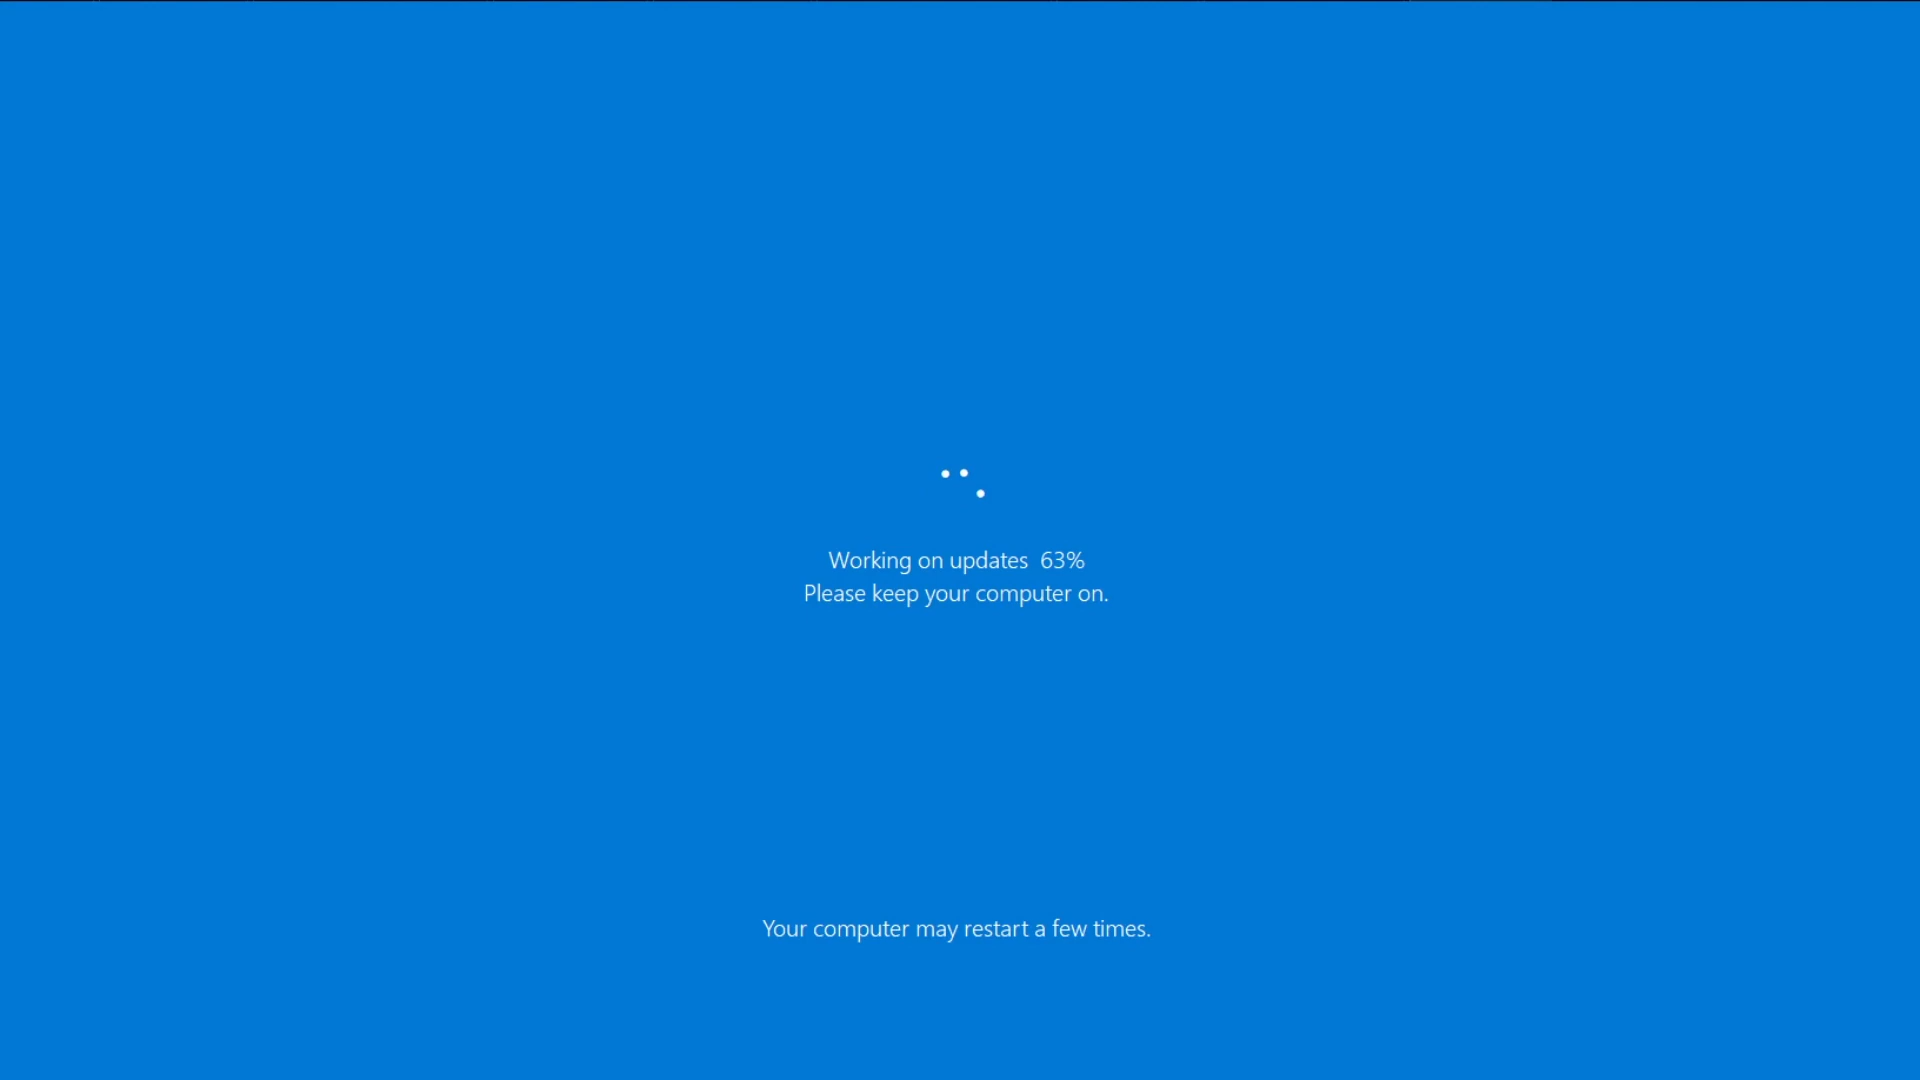 Working on updates  63%
Please keep your computer on.
Your computer may restart a few times.